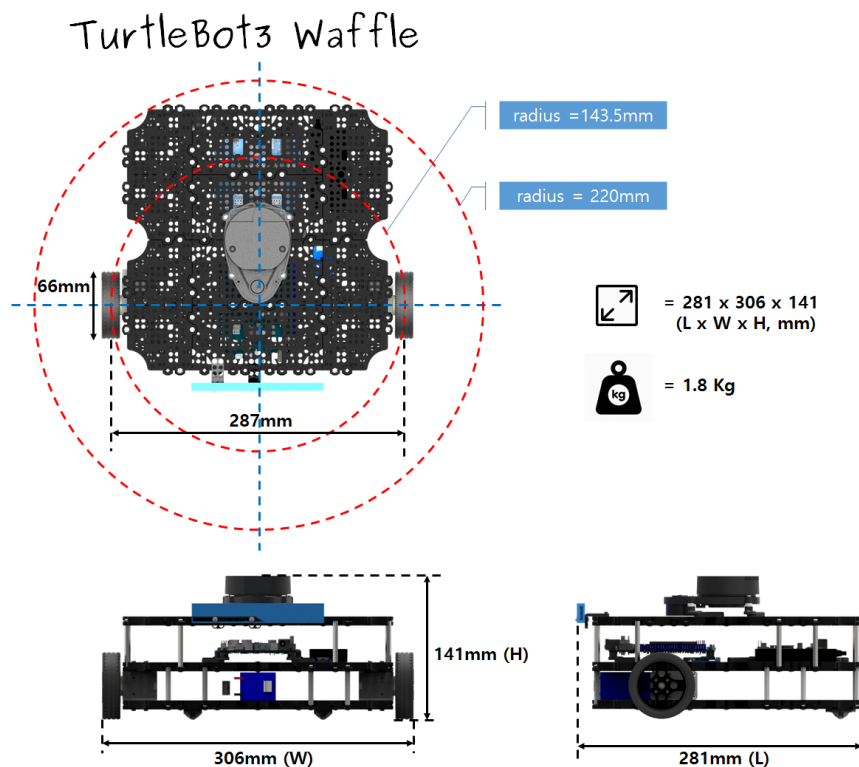 TurtleBot3 Waffle
radius =143.5mm
radius = 220mm
66mm
= 281 x 306 x 141
(L x W x H, mm)
kg
= 1.8 Kg
287mm
141mm (H)
306mm (W)
281mm (L)